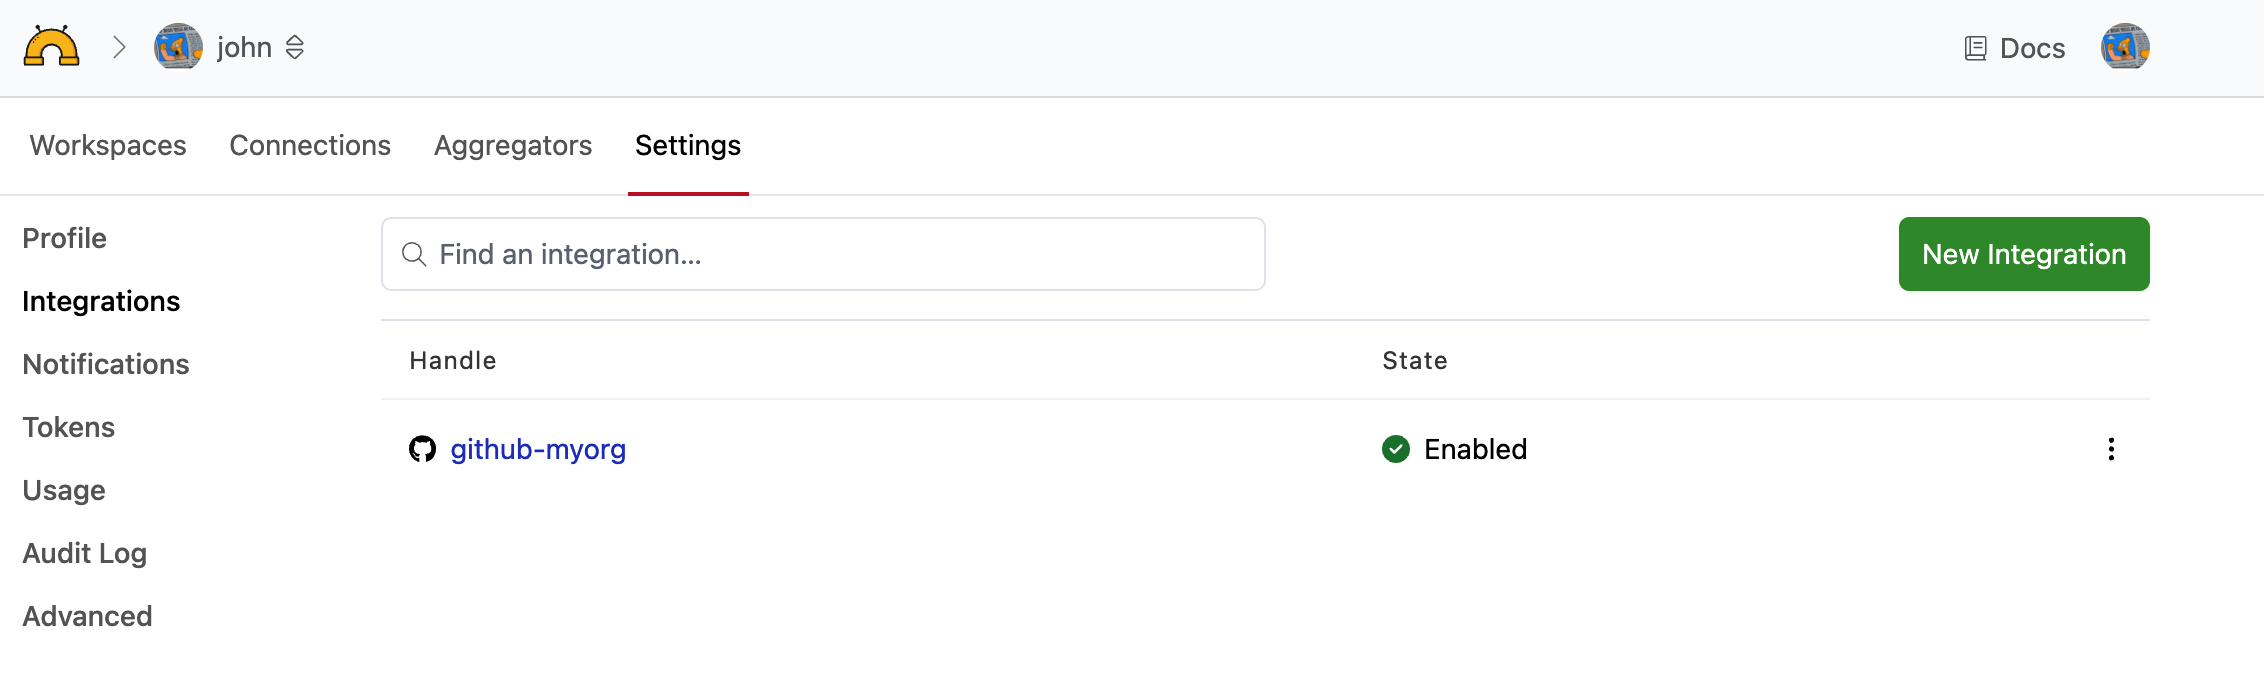 john
Docs
Workspaces Connections Aggregators Settings
Profile
Integrations
Notifications
Tokens
Usage
Audit Log
Advanced
Find an integration...
New Integration
Handle State
github-myorg Enabled